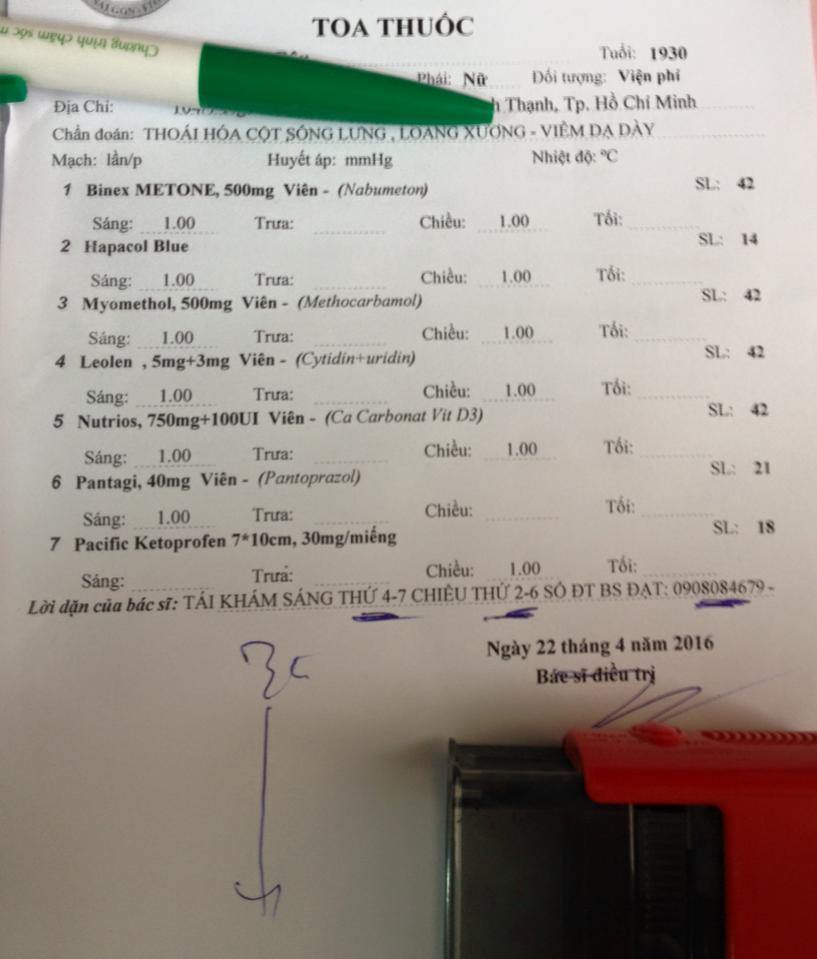 SAIGON-ITO
Chương trình chăm sóc
TOA THUỐC
Tuổi: 1930
Phái: Nữ Đối tượng: Viện phí
Địa Chỉ: h Thạnh, Tp. Hồ Chí Minh
Chẩn đoán: THOÁI HÓA CỘT SỐNG LƯNG , LOÃNG XƯƠNG - VIÊM DẠ DÀY
Mạch: lần/p Huyết áp: mmHg Nhiệt độ: ºC
1 Binex METONE, 500mg Viên - (Nabumeton) SL: 42
Sáng: 1.00 Trưa: Chiều: 1.00 Tối:
2 Hapacol Blue SL: 14
Sáng: 1.00 Trưa: Chiều: 1.00 Tối:
3 Myomethol, 500mg Viên - (Methocarbamol) SL: 42
Sáng: 1.00 Trưa: Chiều: 1.00 Tối:
4 Leolen , 5mg+3mg Viên - (Cytidin+uridin) SL: 42
Sáng: 1.00 Trưa: Chiều: 1.00 Tối:
5 Nutrios, 750mg+100UI Viên - (Ca Carbonat Vit D3) SL: 42
Sáng: 1.00 Trưa: Chiều: 1.00 Tối:
6 Pantagi, 40mg Viên - (Pantoprazol) SL: 21
Sáng: 1.00 Trưa: Chiều: Tối:
7 Pacific Ketoprofen 7*10cm, 30mg/miếng SL: 18
Sáng: Trưa: Chiều: 1.00 Tối:
Lời dặn của bác sĩ: TÁI KHÁM SÁNG THỨ 4-7 CHIỀU THỨ 2-6 SỐ ĐT BS ĐẠT: 0908084679 -
Ngày 22 tháng 4 năm 2016
Bác sĩ điều trị